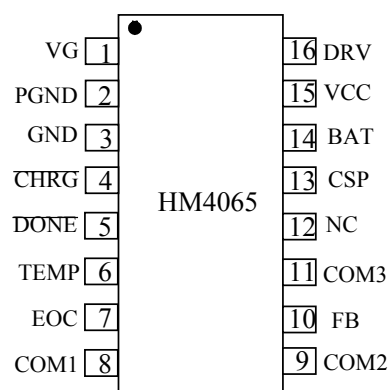 VG 1 16 DRV
PGND 2 15 VCC
GND 3 14 BAT
CHRG 4 13 CSP
HM4065
DONE 5 12 NC
TEMP 6 11 COM3
EOC 7 10 FB
COM1 8 9 COM2